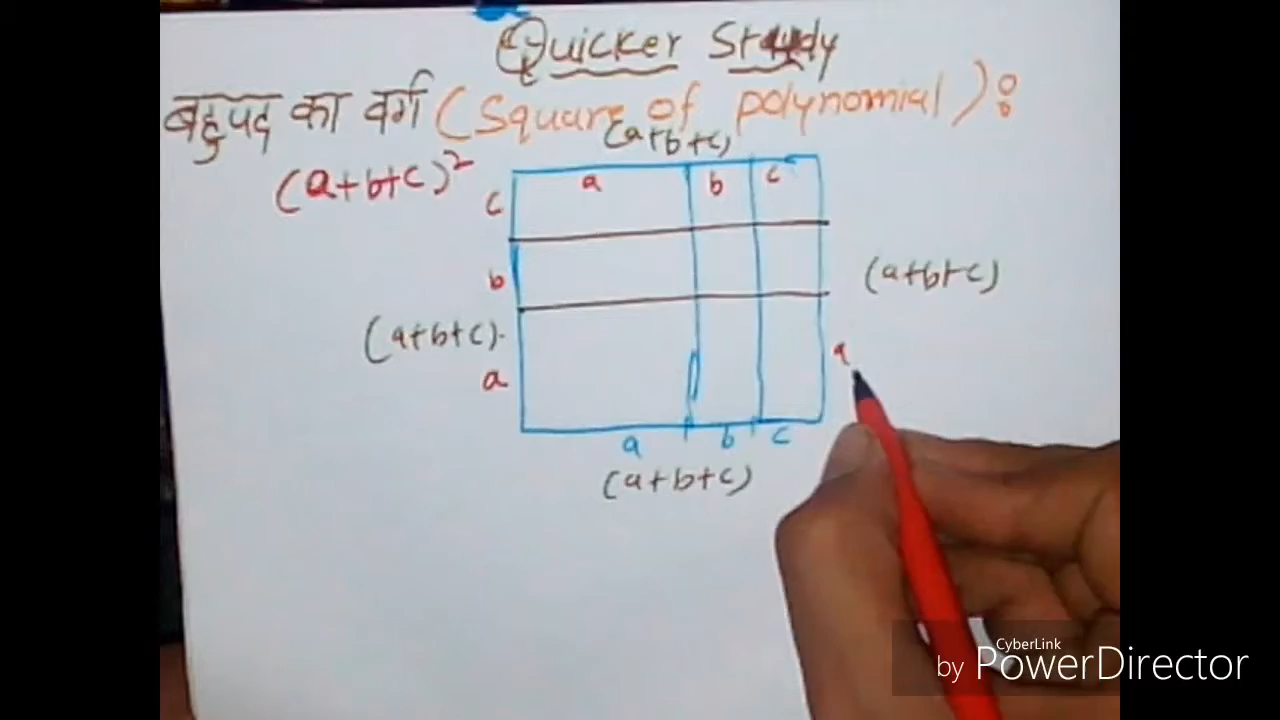 Quicker Study
बहुपद का वर्ग (Square of polynomial) :
(a+b+c)
(a+b+c)²
a b c
c
b
(a+b+c)
(a+b+c)
a
a
a b c
(a+b+c)
CyberLink
by PowerDirector